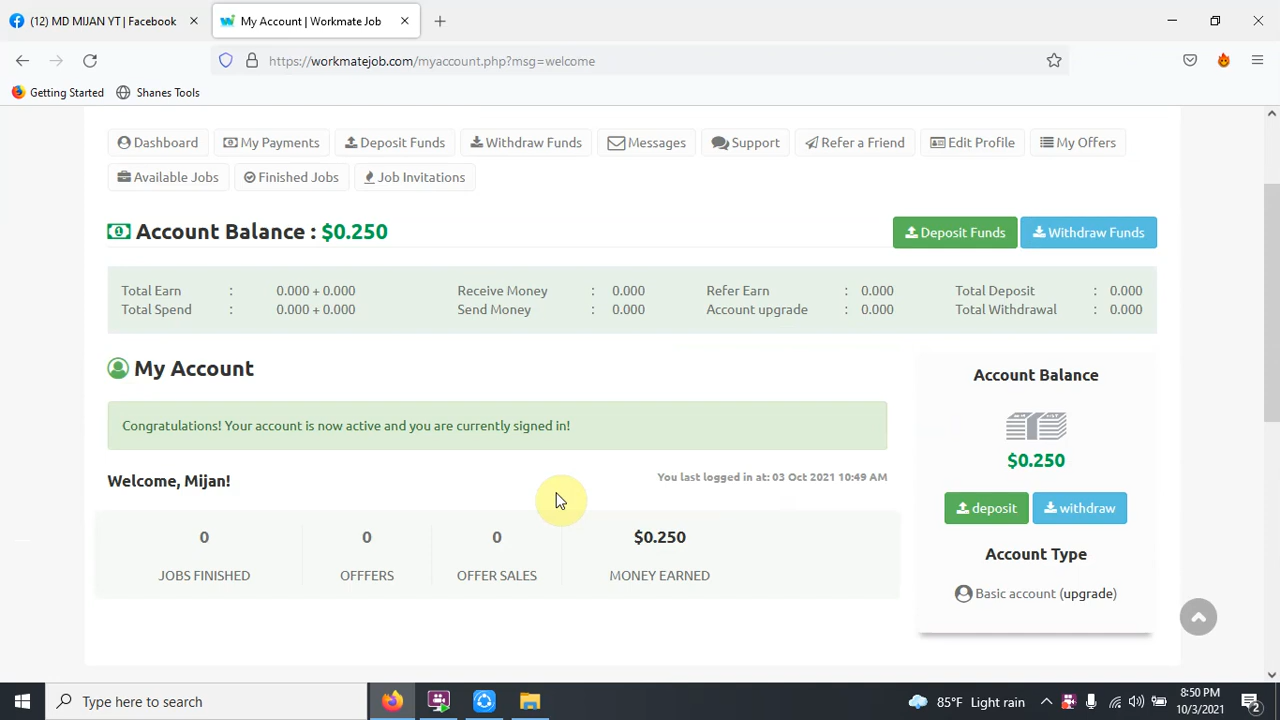 (12) MD MIJAN YT | Facebook
My Account | Workmate Job
https://workmatejob.com/myaccount.php?msg=welcome
Getting Started
Shanes Tools
Dashboard
My Payments
Deposit Funds
Withdraw Funds
Messages
Support
Refer a Friend
Edit Profile
My Offers
Available Jobs
Finished Jobs
Job Invitations
Account Balance : $0.250
Deposit Funds
Withdraw Funds
Total Earn : 0.000 + 0.000
Receive Money : 0.000
Refer Earn : 0.000
Total Deposit : 0.000
Total Spend : 0.000 + 0.000
Send Money : 0.000
Account upgrade : 0.000
Total Withdrawal : 0.000
My Account
Congratulations! Your account is now active and you are currently signed in!
Welcome, Mijan!
You last logged in at: 03 Oct 2021 10:49 AM
0
0
0
$0.250
JOBS FINISHED
OFFFERS
OFFER SALES
MONEY EARNED
Account Balance
$0.250
deposit
withdraw
Account Type
Basic account (upgrade)
Type here to search
85°F Light rain
8:50 PM
10/3/2021
2